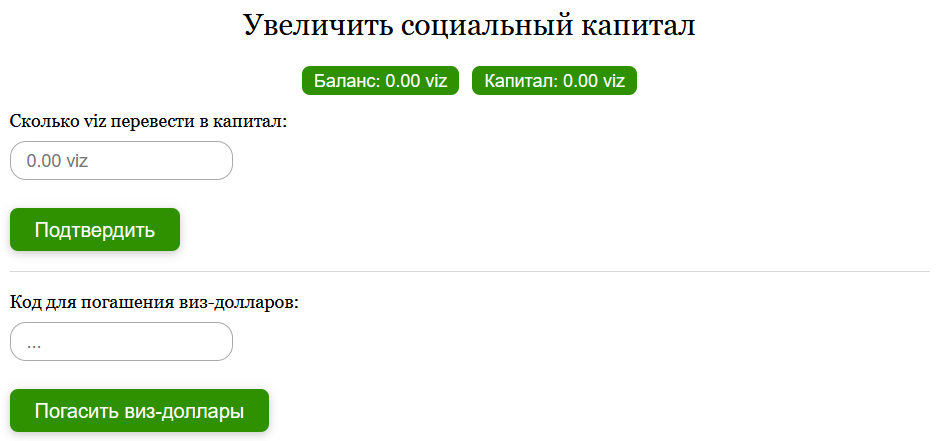 Увеличить социальный капитал
Баланс: 0.00 viz Капитал: 0.00 viz
Сколько viz перевести в капитал:
0.00 viz
Подтвердить
Код для погашения виз-долларов:
...
Погасить виз-доллары